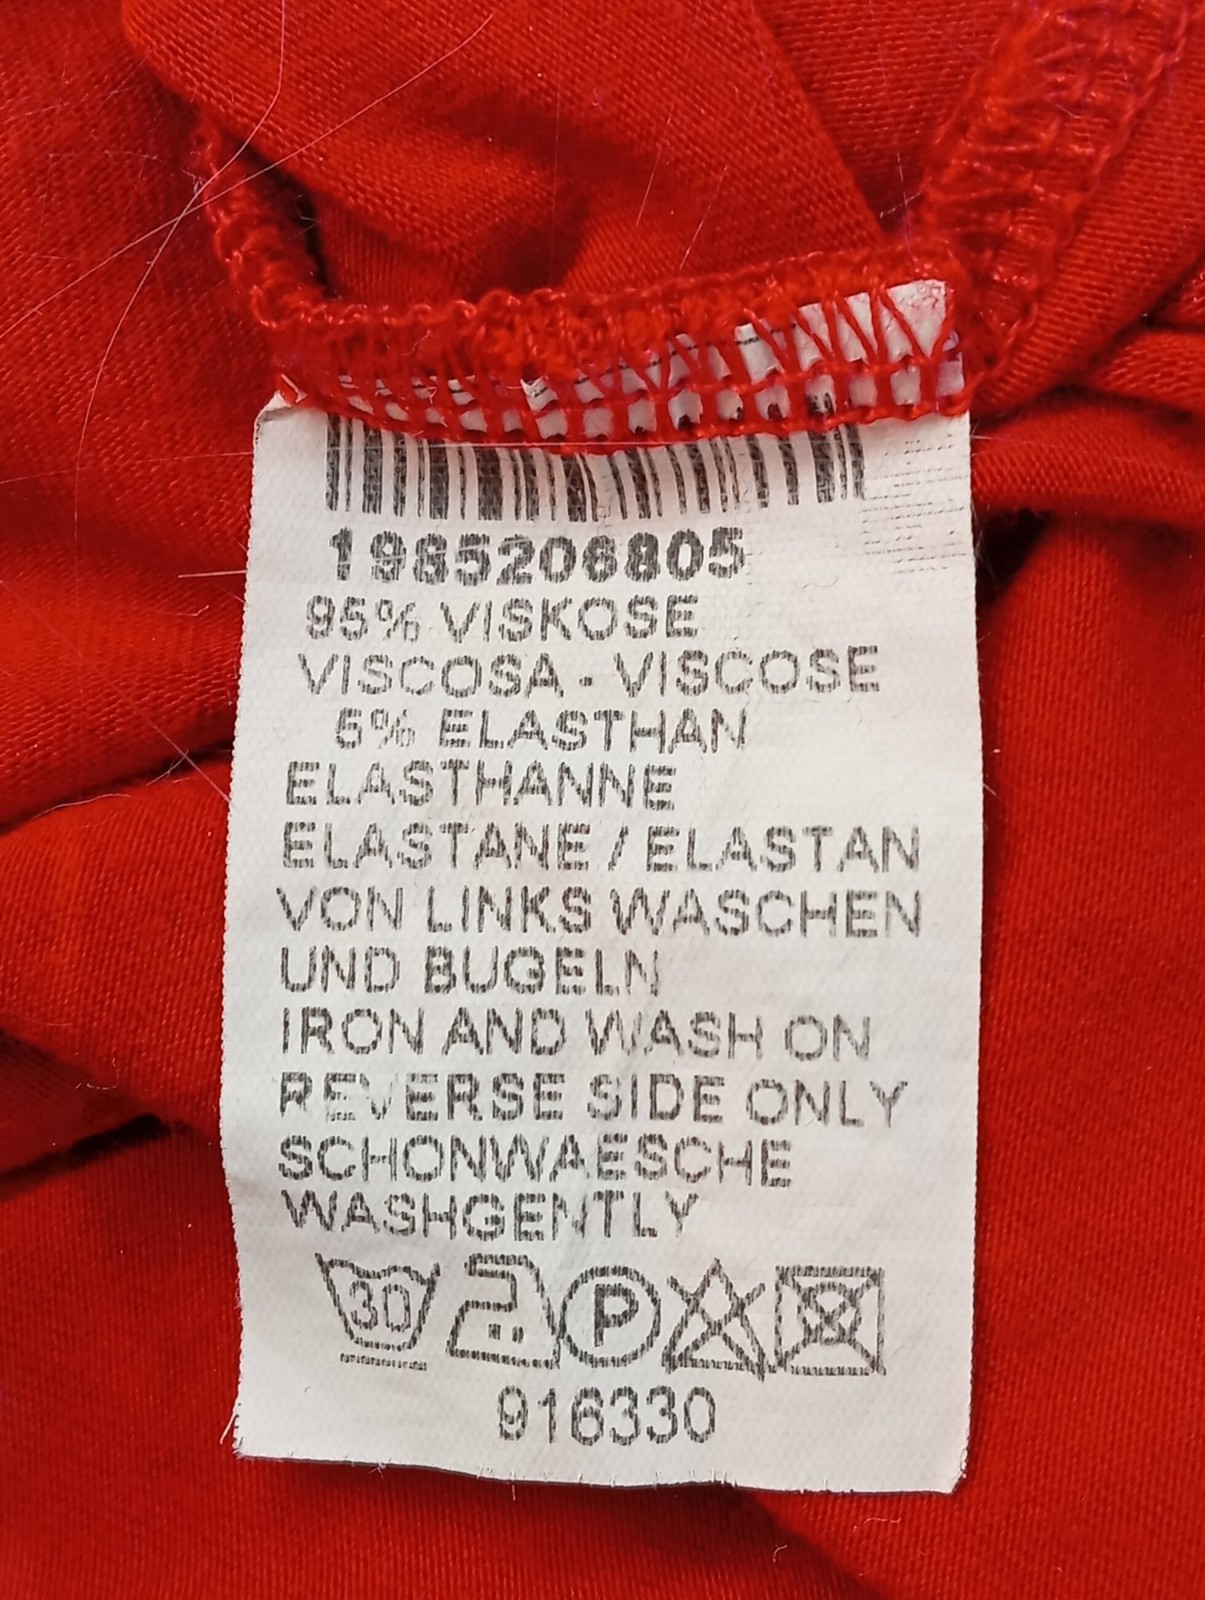 1985206805
95% VISKOSE
VISCOSA - VISCOSE
5% ELASTHAN
ELASTHANNE
ELASTANE / ELASTAN
VON LINKS WASCHEN
UND BUGELN
IRON AND WASH ON
REVERSE SIDE ONLY
SCHONWAESCHE
WASHGENTLY
30 P
916330